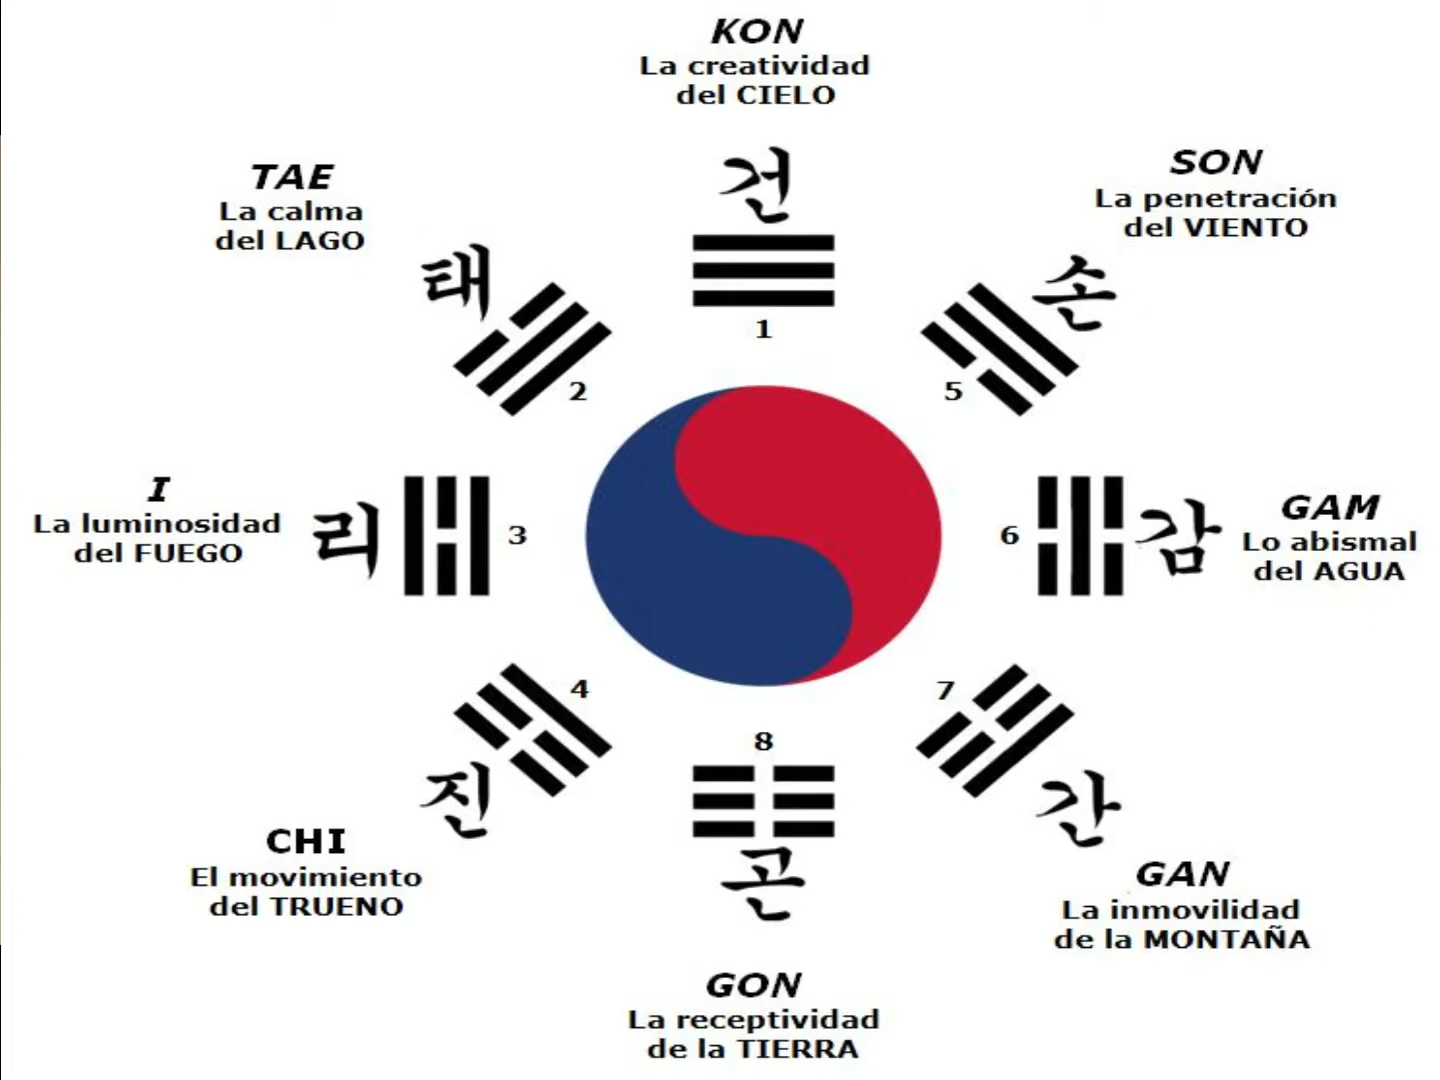 KON
La creatividad
del CIELO
건
1
TAE
La calma
del LAGO
태
2
SON
La penetración
del VIENTO
손
5
I
La luminosidad
del FUEGO
리
3
6
감
GAM
Lo abismal
del AGUA
4
진
CHI
El movimiento
del TRUENO
7
간
GAN
La inmovilidad
de la MONTAÑA
8
곤
GON
La receptividad
de la TIERRA